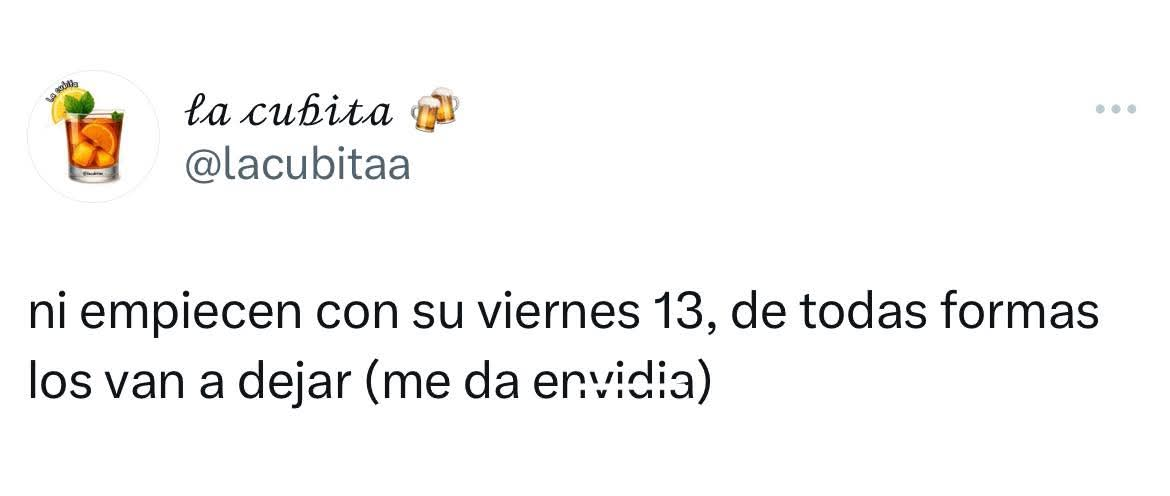 la cubita 🍻
@lacubitaa
ni empiecen con su viernes 13, de todas formas
los van a dejar (me da envidia)